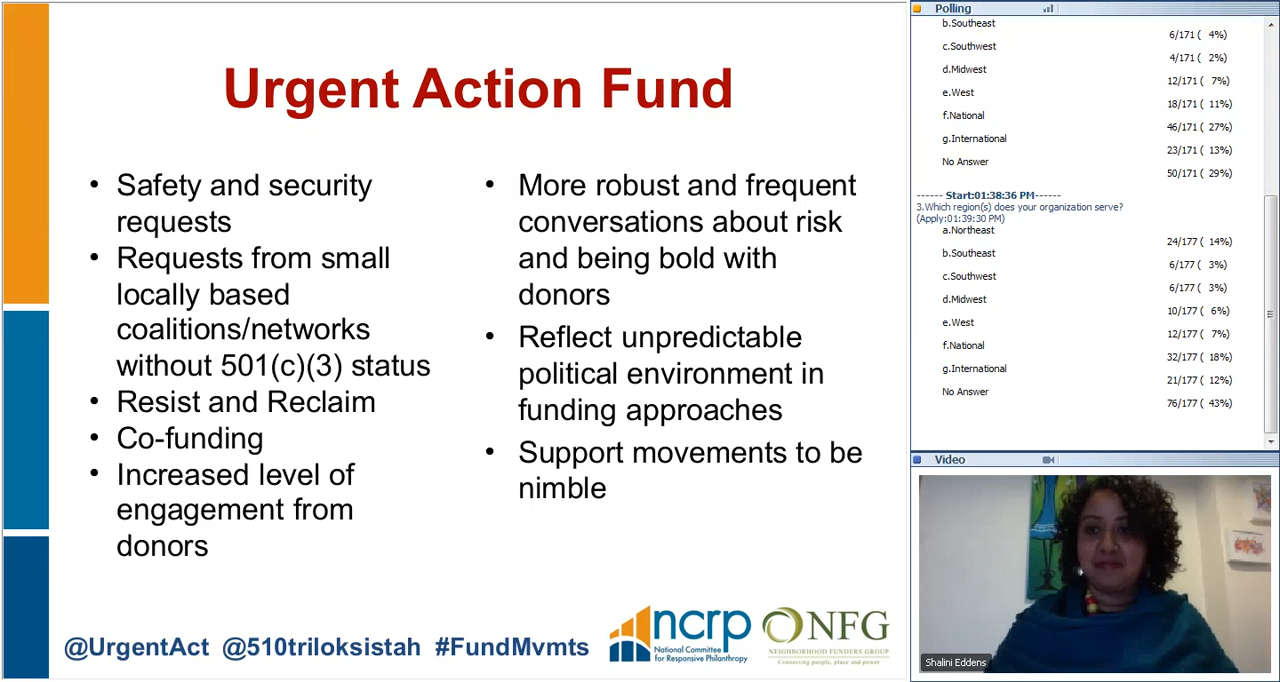 Urgent Action Fund
• Safety and security
requests
• Requests from small
locally based
coalitions/networks
without 501(c)(3) status
• Resist and Reclaim
• Co-funding
• Increased level of
engagement from
donors
• More robust and frequent
conversations about risk
and being bold with
donors
• Reflect unpredictable
political environment in
funding approaches
• Support movements to be
nimble
@UrgentAct @510triloksistah #FundMvmts
ncrp
National Committee
for Responsive Philanthropy
NFG
NEIGHBORHOOD FUNDERS GROUP
Connecting people, place and power
Polling
b.Southeast
6/171 ( 4%)
c.Southwest
4/171 ( 2%)
d.Midwest
12/171 ( 7%)
e.West
18/171 ( 11%)
f.National
46/171 ( 27%)
g.International
23/171 ( 13%)
No Answer
50/171 ( 29%)
------ Start:01:38:36 PM------
3.Which region(s) does your organization serve?
(Apply:01:39:30 PM)
a.Northeast
24/177 ( 14%)
b.Southeast
6/177 ( 3%)
c.Southwest
6/177 ( 3%)
d.Midwest
10/177 ( 6%)
e.West
12/177 ( 7%)
f.National
32/177 ( 18%)
g.International
21/177 ( 12%)
No Answer
76/177 ( 43%)
Video
Shalini Eddens